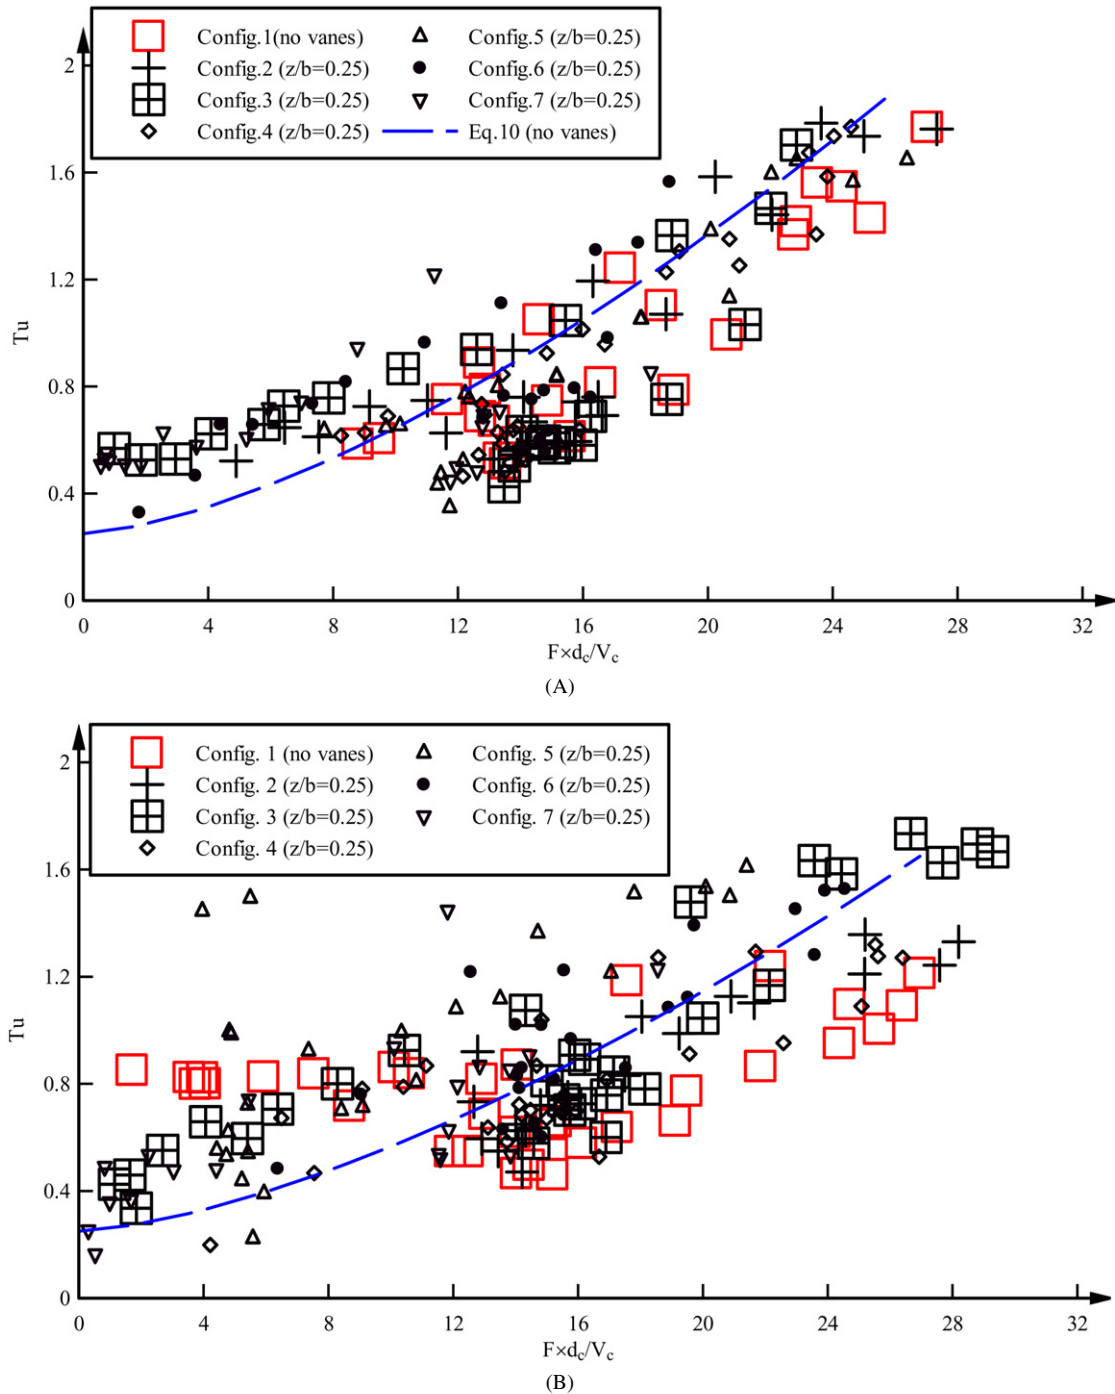 Config.1(no vanes)
Config.2 (z/b=0.25)
Config.3 (z/b=0.25)
Config.4 (z/b=0.25)
Config.5 (z/b=0.25)
Config.6 (z/b=0.25)
Config.7 (z/b=0.25)
Eq.10 (no vanes)
2
1.6
1.2
0.8
0.4
0
Tu
0 4 8 12 16 20 24 28 32
F×dc/Vc
(A)
Config. 1 (no vanes)
Config. 2 (z/b=0.25)
Config. 3 (z/b=0.25)
Config. 4 (z/b=0.25)
Config. 5 (z/b=0.25)
Config. 6 (z/b=0.25)
Config. 7 (z/b=0.25)
2
1.6
1.2
0.8
0.4
0
Tu
0 4 8 12 16 20 24 28 32
F×dc/Vc
(B)